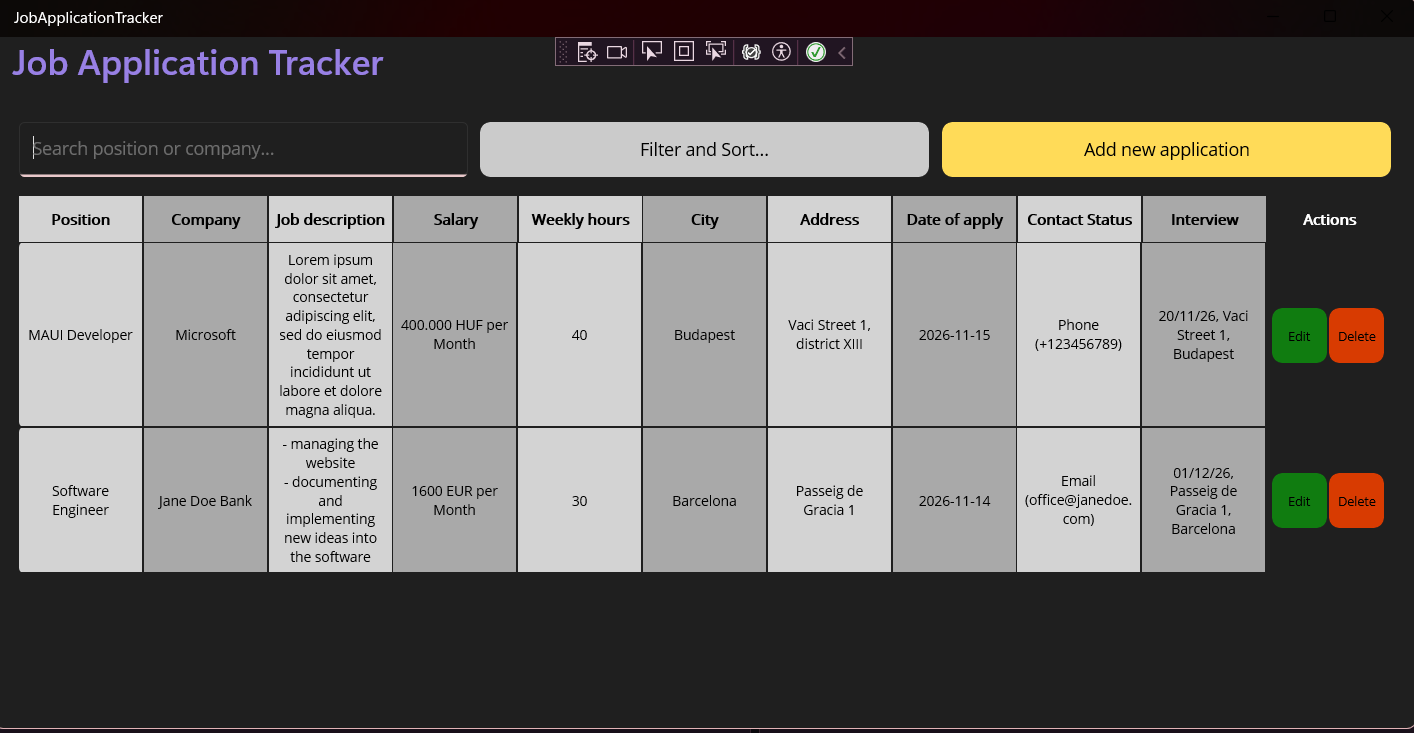 JobApplicationTracker
Job Application Tracker
Search position or company...
Filter and Sort...
Add new application
Position
Company
Job description
Salary
Weekly hours
City
Address
Date of apply
Contact Status
Interview
Actions
MAUI Developer
Microsoft
Lorem ipsum
dolor sit amet,
consectetur
adipiscing elit,
sed do eiusmod
tempor
incididunt ut
labore et dolore
magna aliqua.
400.000 HUF per
Month
40
Budapest
Vaci Street 1,
district XIII
2026-11-15
Phone
(+123456789)
20/11/26, Vaci
Street 1,
Budapest
Edit
Delete
Software
Engineer
Jane Doe Bank
- managing the
website
- documenting
and
implementing
new ideas into
the software
1600 EUR per
Month
30
Barcelona
Passeig de
Gracia 1
2026-11-14
Email
(office@janedoe.
com)
01/12/26,
Passeig de
Gracia 1,
Barcelona
Edit
Delete